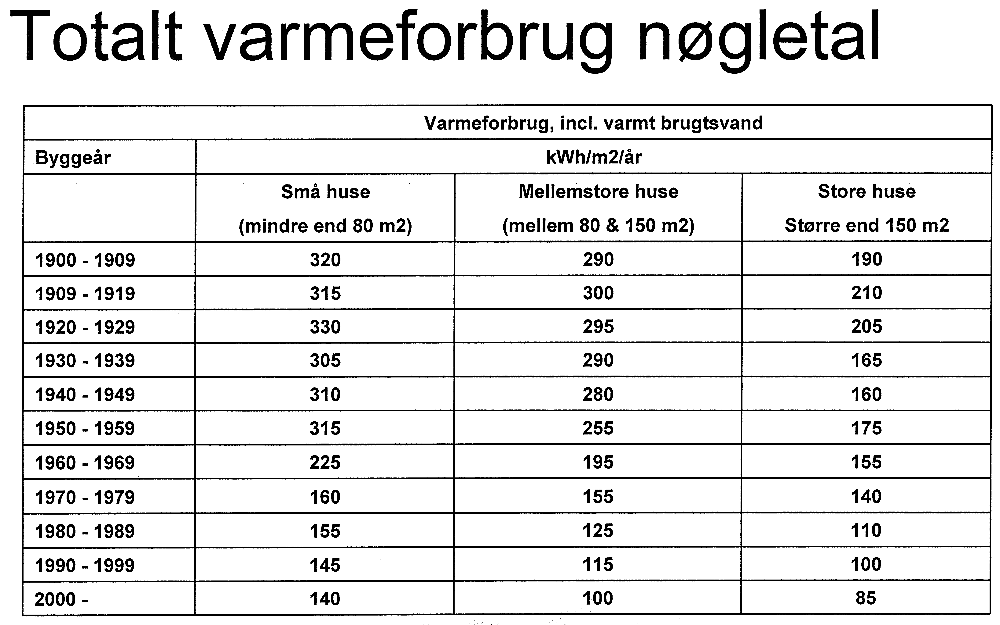 Totalt varmeforbrug nøgletal
Varmeforbrug, incl. varmt brugtsvand
Byggeår kWh/m2/år
Små huse Mellemstore huse Store huse
(mindre end 80 m2) (mellem 80 & 150 m2) Større end 150 m2
1900 - 1909 320 290 190
1909 - 1919 315 300 210
1920 - 1929 330 295 205
1930 - 1939 305 290 165
1940 - 1949 310 280 160
1950 - 1959 315 255 175
1960 - 1969 225 195 155
1970 - 1979 160 155 140
1980 - 1989 155 125 110
1990 - 1999 145 115 100
2000 - 140 100 85